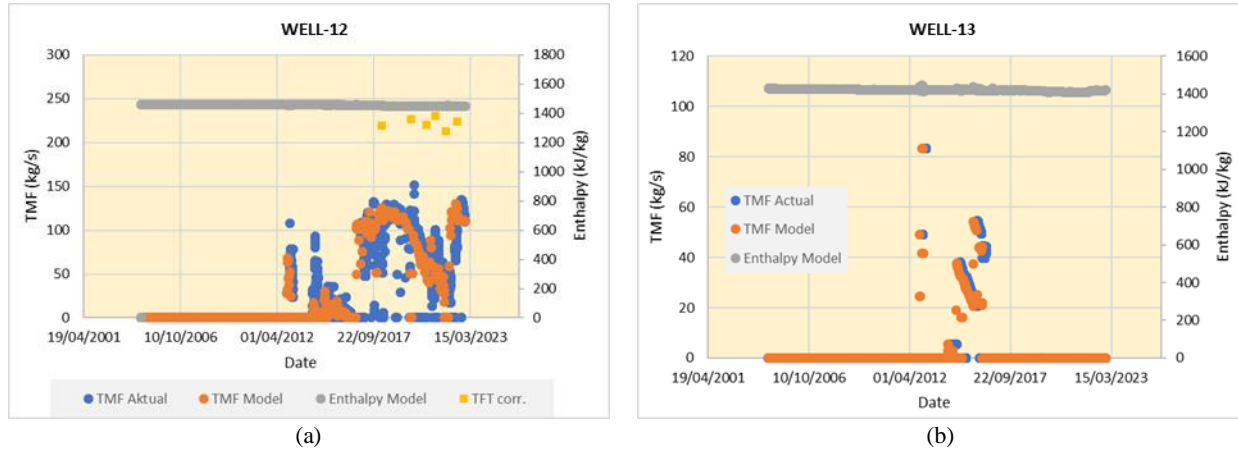 WELL-12
300
250
200
150
100
50
0
TMF (kg/s)
1800
1600
1400
1200
1000
800
600
400
200
0
Enthalpy (kJ/kg)
19/04/2001 10/10/2006 01/04/2012 22/09/2017 15/03/2023
Date
TMF Aktual TMF Model Enthalpy Model TFT corr.
(a)
WELL-13
120
100
80
60
40
20
0
TMF (kg/s)
TMF Actual
TMF Model
Enthalpy Model
1600
1400
1200
1000
800
600
400
200
0
Enthalpy (kJ/kg)
19/04/2001 10/10/2006 01/04/2012 22/09/2017 15/03/2023
Date
(b)